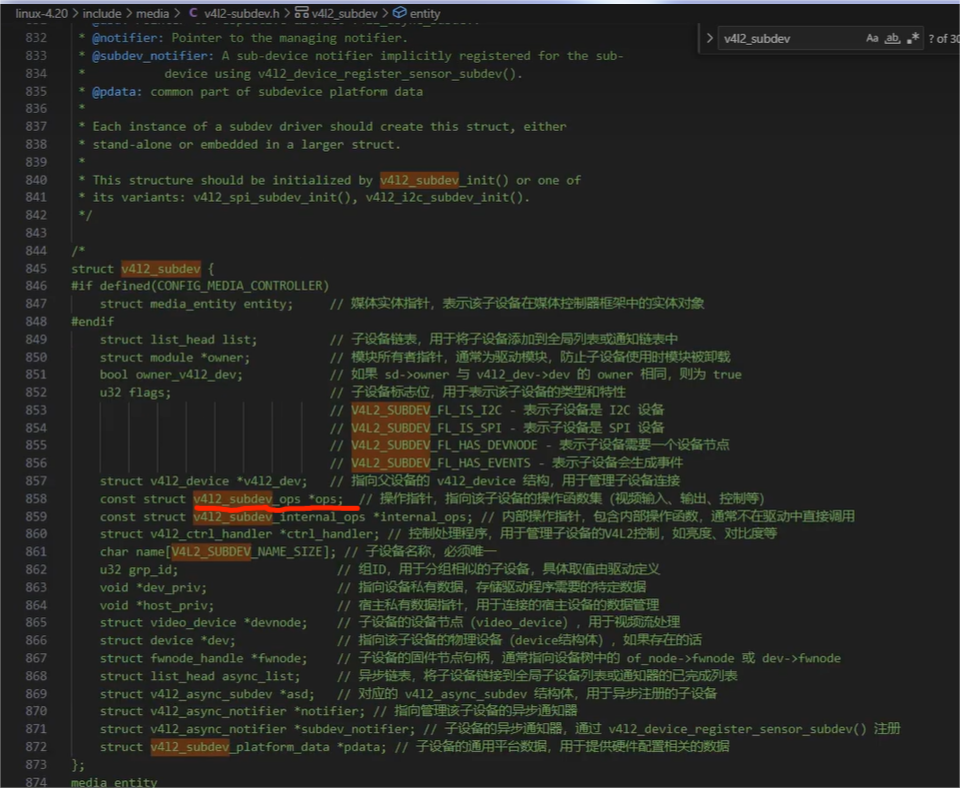 linux-4.20 > include > media > C v4l2-subdev.h > v4l2_subdev > entity
v4l2_subdev Aa ab .* ? of 30
832 * @notifier: Pointer to the managing notifier.
833 * @subdev_notifier: A sub-device notifier implicitly registered for the sub-
834 * device using v4l2_device_register_sensor_subdev().
835 * @pdata: common part of subdevice platform data
836 *
837 * Each instance of a subdev driver should create this struct, either
838 * stand-alone or embedded in a larger struct.
839 *
840 * This structure should be initialized by v4l2_subdev_init() or one of
841 * its variants: v4l2_spi_subdev_init(), v4l2_i2c_subdev_init().
842 */
843
844 /*
845 struct v4l2_subdev {
846 #if defined(CONFIG_MEDIA_CONTROLLER)
847 struct media_entity entity; // 媒体实体指针，表示该子设备在媒体控制器框架中的实体对象
848 #endif
849 struct list_head list; // 子设备链表，用于将子设备添加到全局列表或通知链表中
850 struct module *owner; // 模块所有者指针，通常为驱动模块，防止子设备使用时模块被卸载
851 bool owner_v4l2_dev; // 如果 sd->owner 与 v4l2_dev->dev 的 owner 相同，则为 true
852 u32 flags; // 子设备标志位，用于表示该子设备的类型和特性
853 // V4L2_SUBDEV_FL_IS_I2C - 表示子设备是 I2C 设备
854 // V4L2_SUBDEV_FL_IS_SPI - 表示子设备是 SPI 设备
855 // V4L2_SUBDEV_FL_HAS_DEVNODE - 表示子设备需要一个设备节点
856 // V4L2_SUBDEV_FL_HAS_EVENTS - 表示子设备会生成事件
857 struct v4l2_device *v4l2_dev; // 指向父设备的 v4l2_device 结构，用于管理子设备连接
858 const struct v4l2_subdev_ops *ops; // 操作指针，指向该子设备的操作函数集（视频输入、输出、控制等）
859 const struct v4l2_subdev_internal_ops *internal_ops; // 内部操作指针，包含内部操作函数，通常不在驱动中直接调用
860 struct v4l2_ctrl_handler *ctrl_handler; // 控制处理程序，用于管理子设备的V4L2控制，如亮度、对比度等
861 char name[V4L2_SUBDEV_NAME_SIZE]; // 子设备名称，必须唯一
862 u32 grp_id; // 组ID，用于分组相似的子设备，具体取值由驱动定义
863 void *dev_priv; // 指向设备私有数据，存储驱动程序需要的特定数据
864 void *host_priv; // 宿主私有数据指针，用于连接的宿主设备的数据管理
865 struct video_device *devnode; // 子设备的设备节点（video_device），用于视频流处理
866 struct device *dev; // 指向该子设备的物理设备（device结构体），如果存在的话
867 struct fwnode_handle *fwnode; // 子设备的固件节点句柄，通常指向设备树中的 of_node->fwnode 或 dev->fwnode
868 struct list_head async_list; // 异步链表，将子设备链接到全局子设备列表或通知器的已完成列表
869 struct v4l2_async_subdev *asd; // 对应的 v4l2_async_subdev 结构体，用于异步注册的子设备
870 struct v4l2_async_notifier *notifier; // 指向管理该子设备的异步通知器
871 struct v4l2_async_notifier *subdev_notifier; // 子设备的异步通知器，通过 v4l2_device_register_sensor_subdev() 注册
872 struct v4l2_subdev_platform_data *pdata; // 子设备的通用平台数据，用于提供硬件配置相关的数据
873 };
874 media_entity